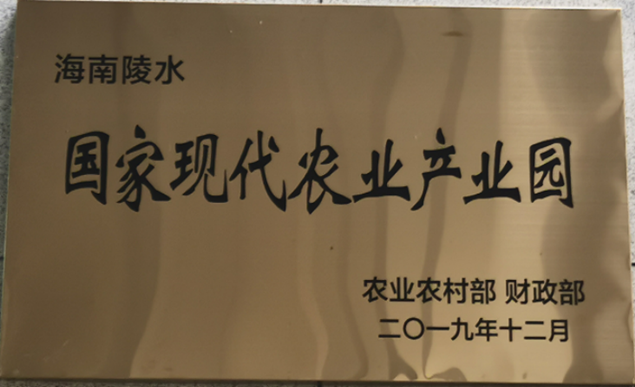 海南陵水
国家现代农业产业园
农业农村部 财政部
二〇一九年十二月